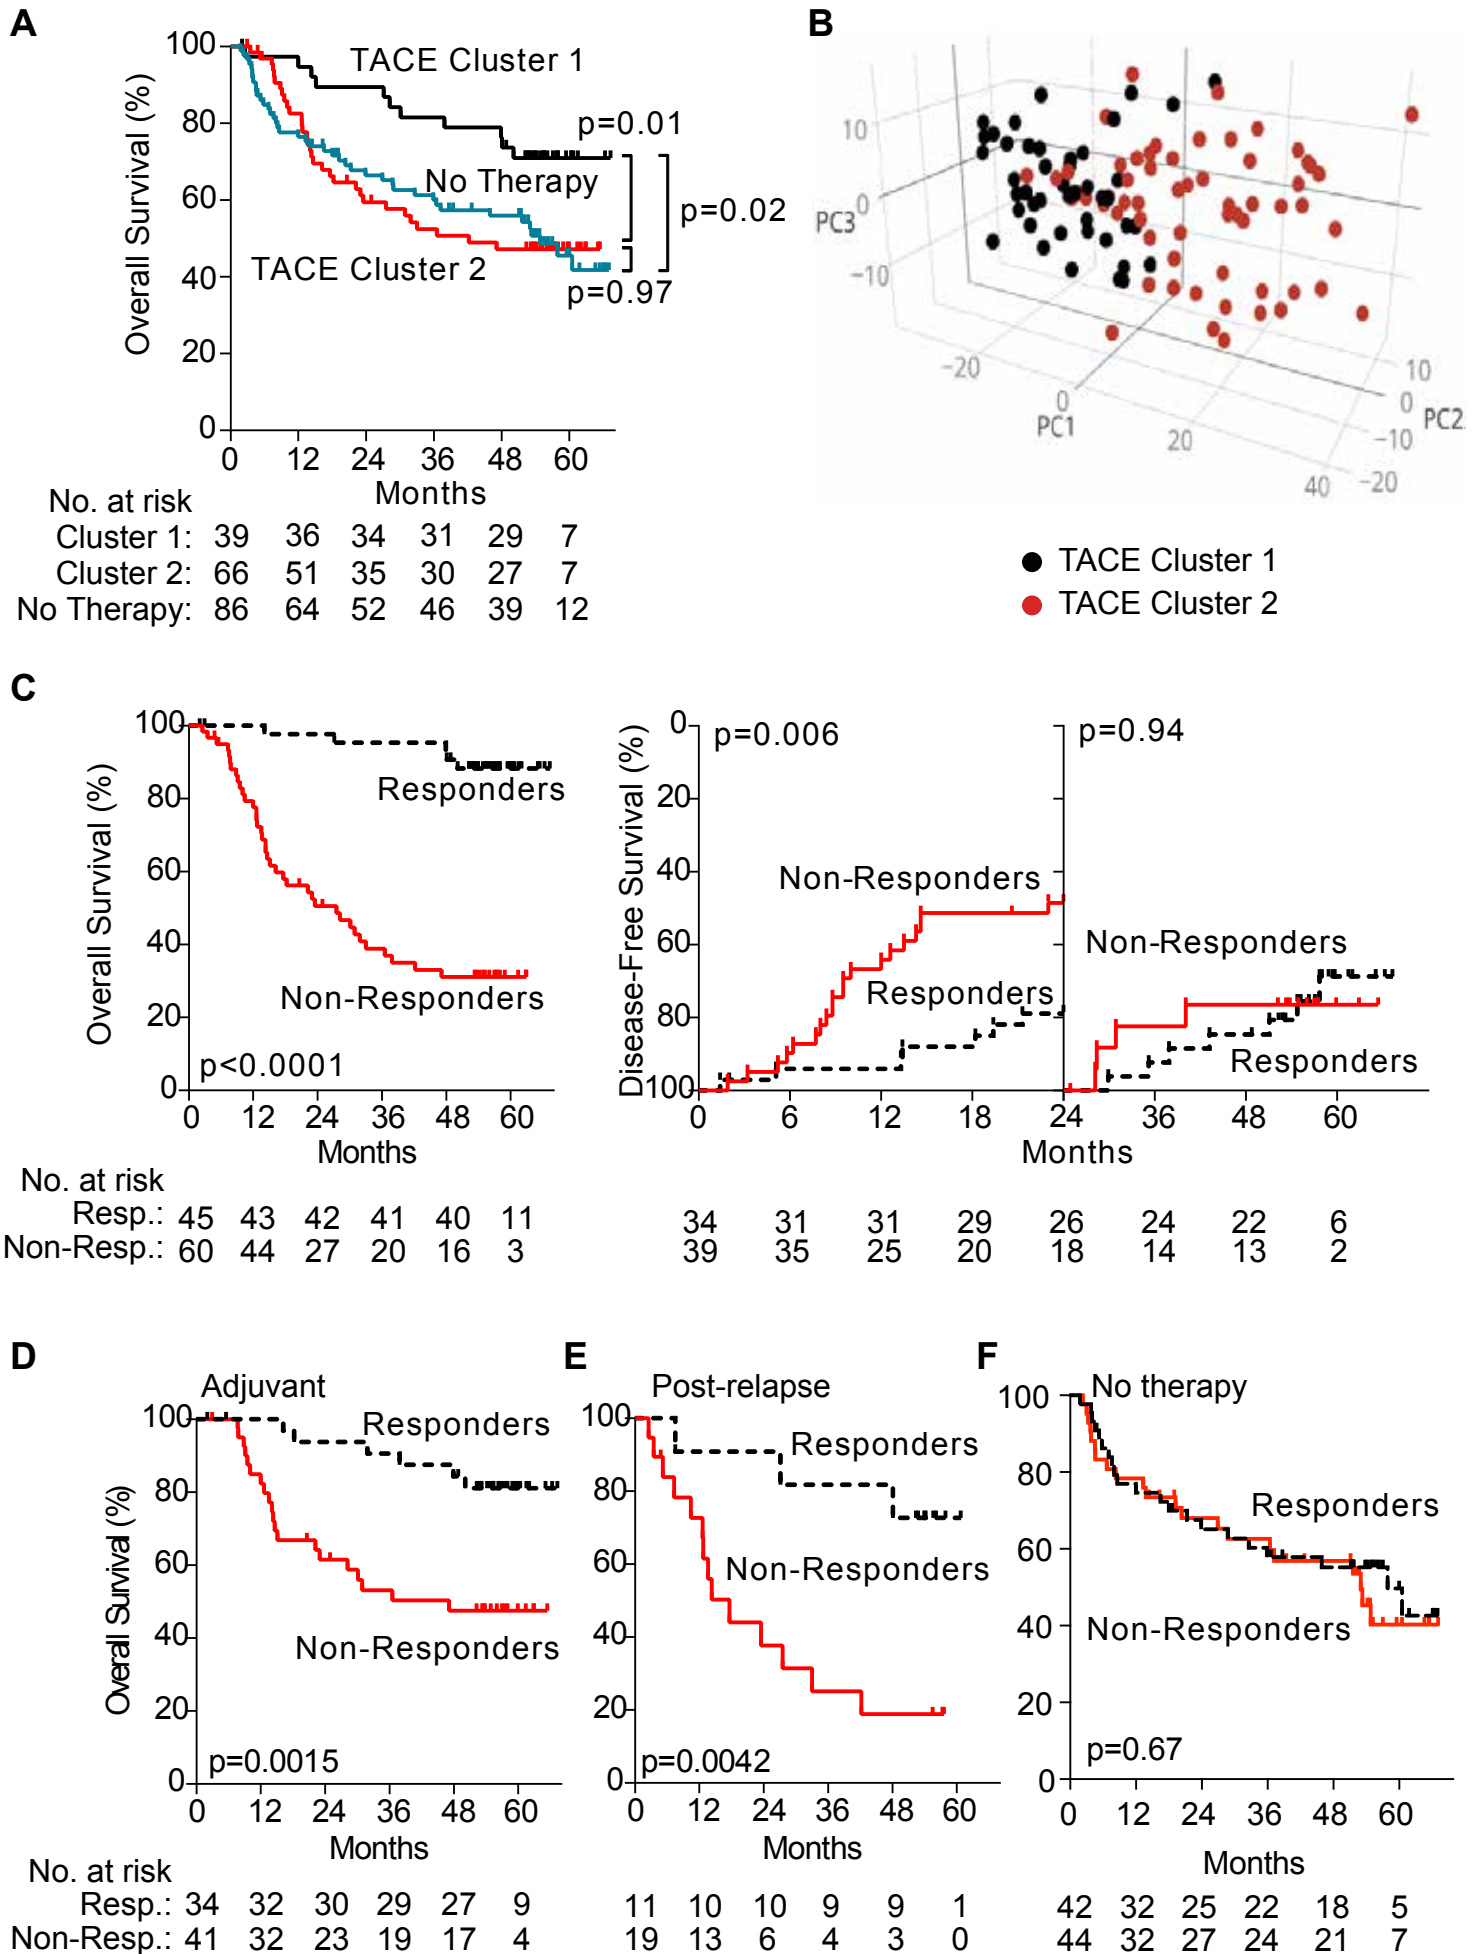 A
100
80
60
40
20
0
Overall Survival (%)
TACE Cluster 1
p=0.01
No Therapy
p=0.02
TACE Cluster 2
p=0.97
0 12 24 36 48 60
Months
No. at risk
Cluster 1: 39 36 34 31 29 7
Cluster 2: 66 51 35 30 27 7
No Therapy: 86 64 52 46 39 12
B
10
PC3 0
−10
−20
0
PC1
20
40
10
0
PC2
−10
−20
TACE Cluster 1
TACE Cluster 2
C
100
80
60
40
20
0
Overall Survival (%)
Responders
Non-Responders
p<0.0001
0 12 24 36 48 60
Months
No. at risk
Resp.: 45 43 42 41 40 11
Non-Resp.: 60 44 27 20 16 3
0
20
40
60
80
100
Disease-Free Survival (%)
p=0.006
Non-Responders
Responders
p=0.94
Non-Responders
Responders
0 6 12 18 24 36 48 60
Months
34 31 31 29 26 24 22 6
39 35 25 20 18 14 13 2
D
Adjuvant
100
80
60
40
20
0
Overall Survival (%)
Responders
Non-Responders
p=0.0015
0 12 24 36 48 60
Months
No. at risk
Resp.: 34 32 30 29 27 9
Non-Resp.: 41 32 23 19 17 4
E
Post-relapse
100
80
60
40
20
0
Responders
Non-Responders
p=0.0042
0 12 24 36 48 60
Months
11 10 10 9 9 1
19 13 6 4 3 0
F
No therapy
100
80
60
40
20
0
Responders
Non-Responders
p=0.67
0 12 24 36 48 60
Months
42 32 25 22 18 5
44 32 27 24 21 7